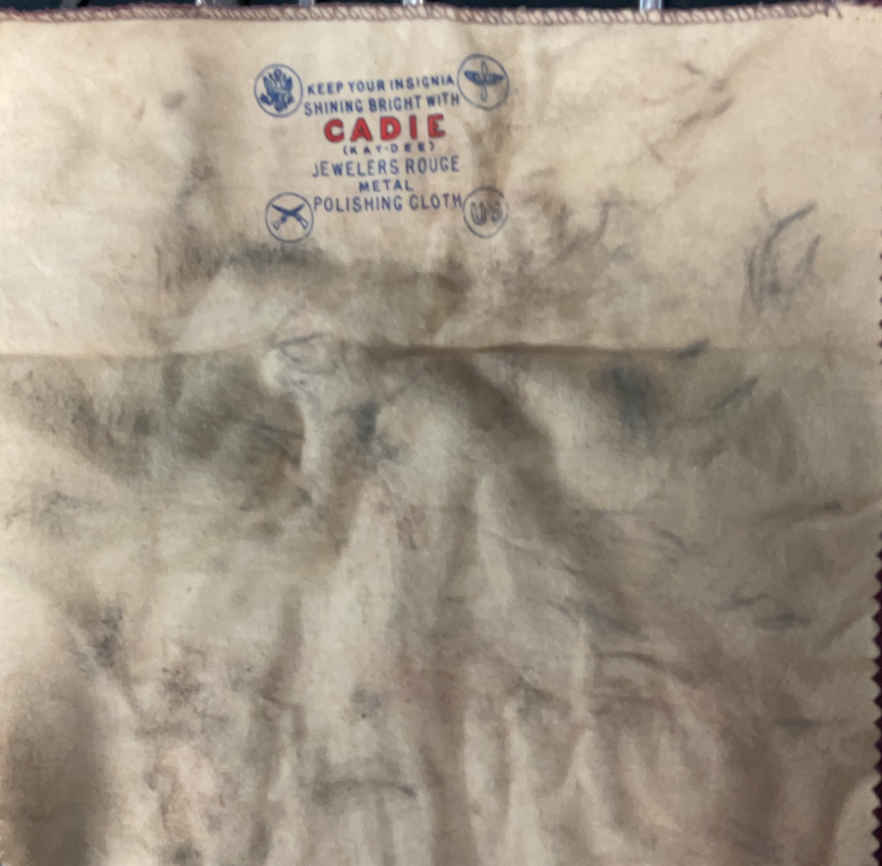 KEEP YOUR INSIGNIA
SHINING BRIGHT WITH
CADIE
(KAY-DEE)
JEWELERS ROUGE
METAL
POLISHING CLOTH
U.S